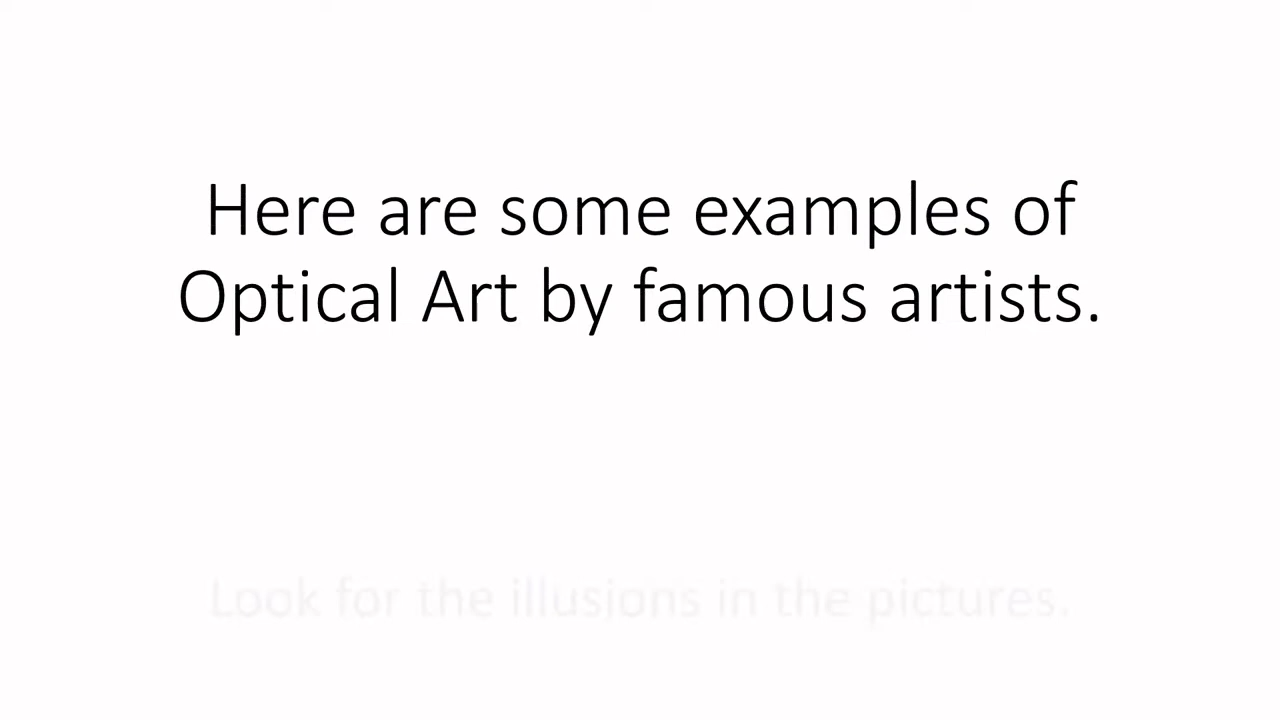 Here are some examples of
Optical Art by famous artists.
Look for the illusions in the pictures.